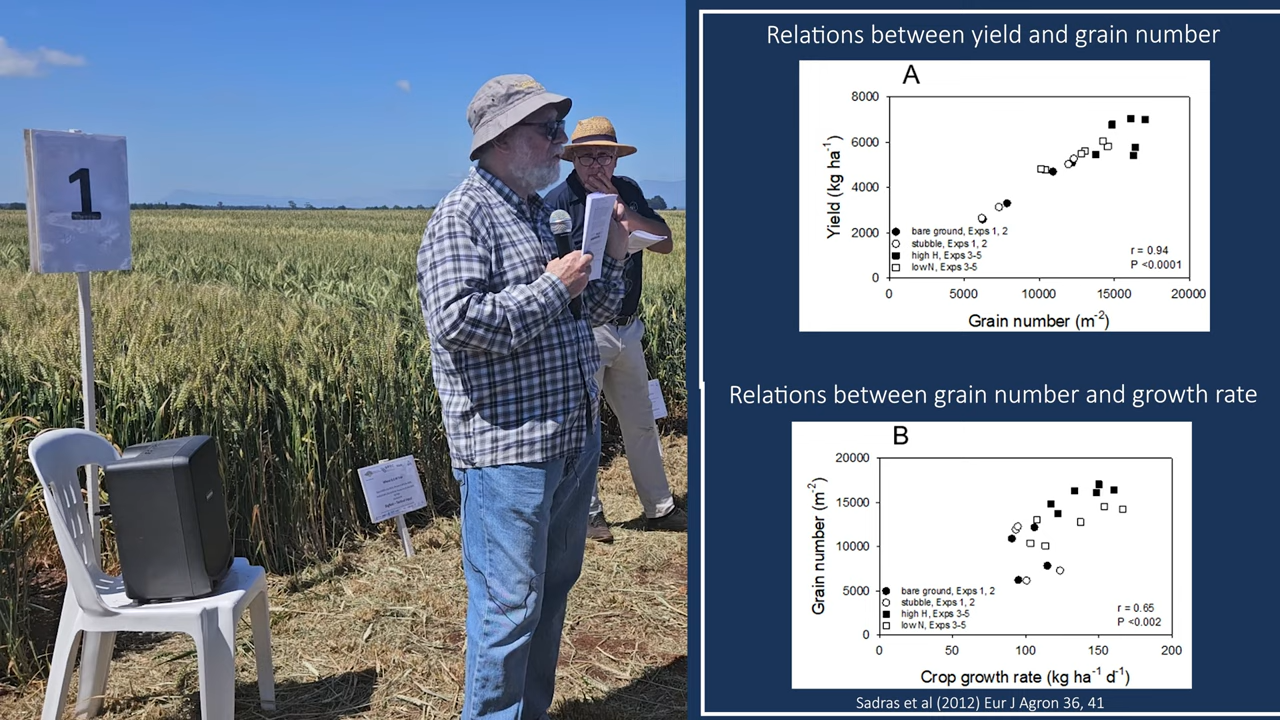 1
Relations between yield and grain number
A
8000
6000
4000
2000
0
Yield (kg ha⁻¹)
bare ground, Exps 1, 2
stubble, Exps 1, 2
high H, Exps 3-5
lowN, Exps 3-5
r = 0.94
P <0.0001
0 5000 10000 15000 20000
Grain number (m⁻²)
Relations between grain number and growth rate
B
20000
15000
10000
5000
0
Grain number (m⁻²)
bare ground, Exps 1, 2
stubble, Exps 1, 2
high H, Exps 3-5
lowN, Exps 3-5
r = 0.65
P <0.002
0 50 100 150 200
Crop growth rate (kg ha⁻¹ d⁻¹)
Sadras et al (2012) Eur J Agron 36, 41